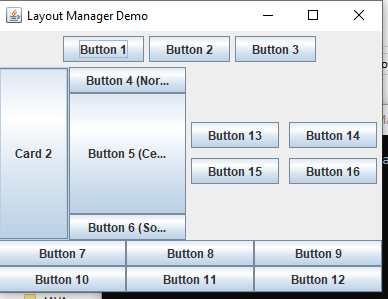 Layout Manager Demo
Button 1 Button 2 Button 3
Card 2
Button 4 (Nor...
Button 5 (Ce...
Button 6 (So...
Button 13 Button 14
Button 15 Button 16
Button 7 Button 8 Button 9
Button 10 Button 11 Button 12